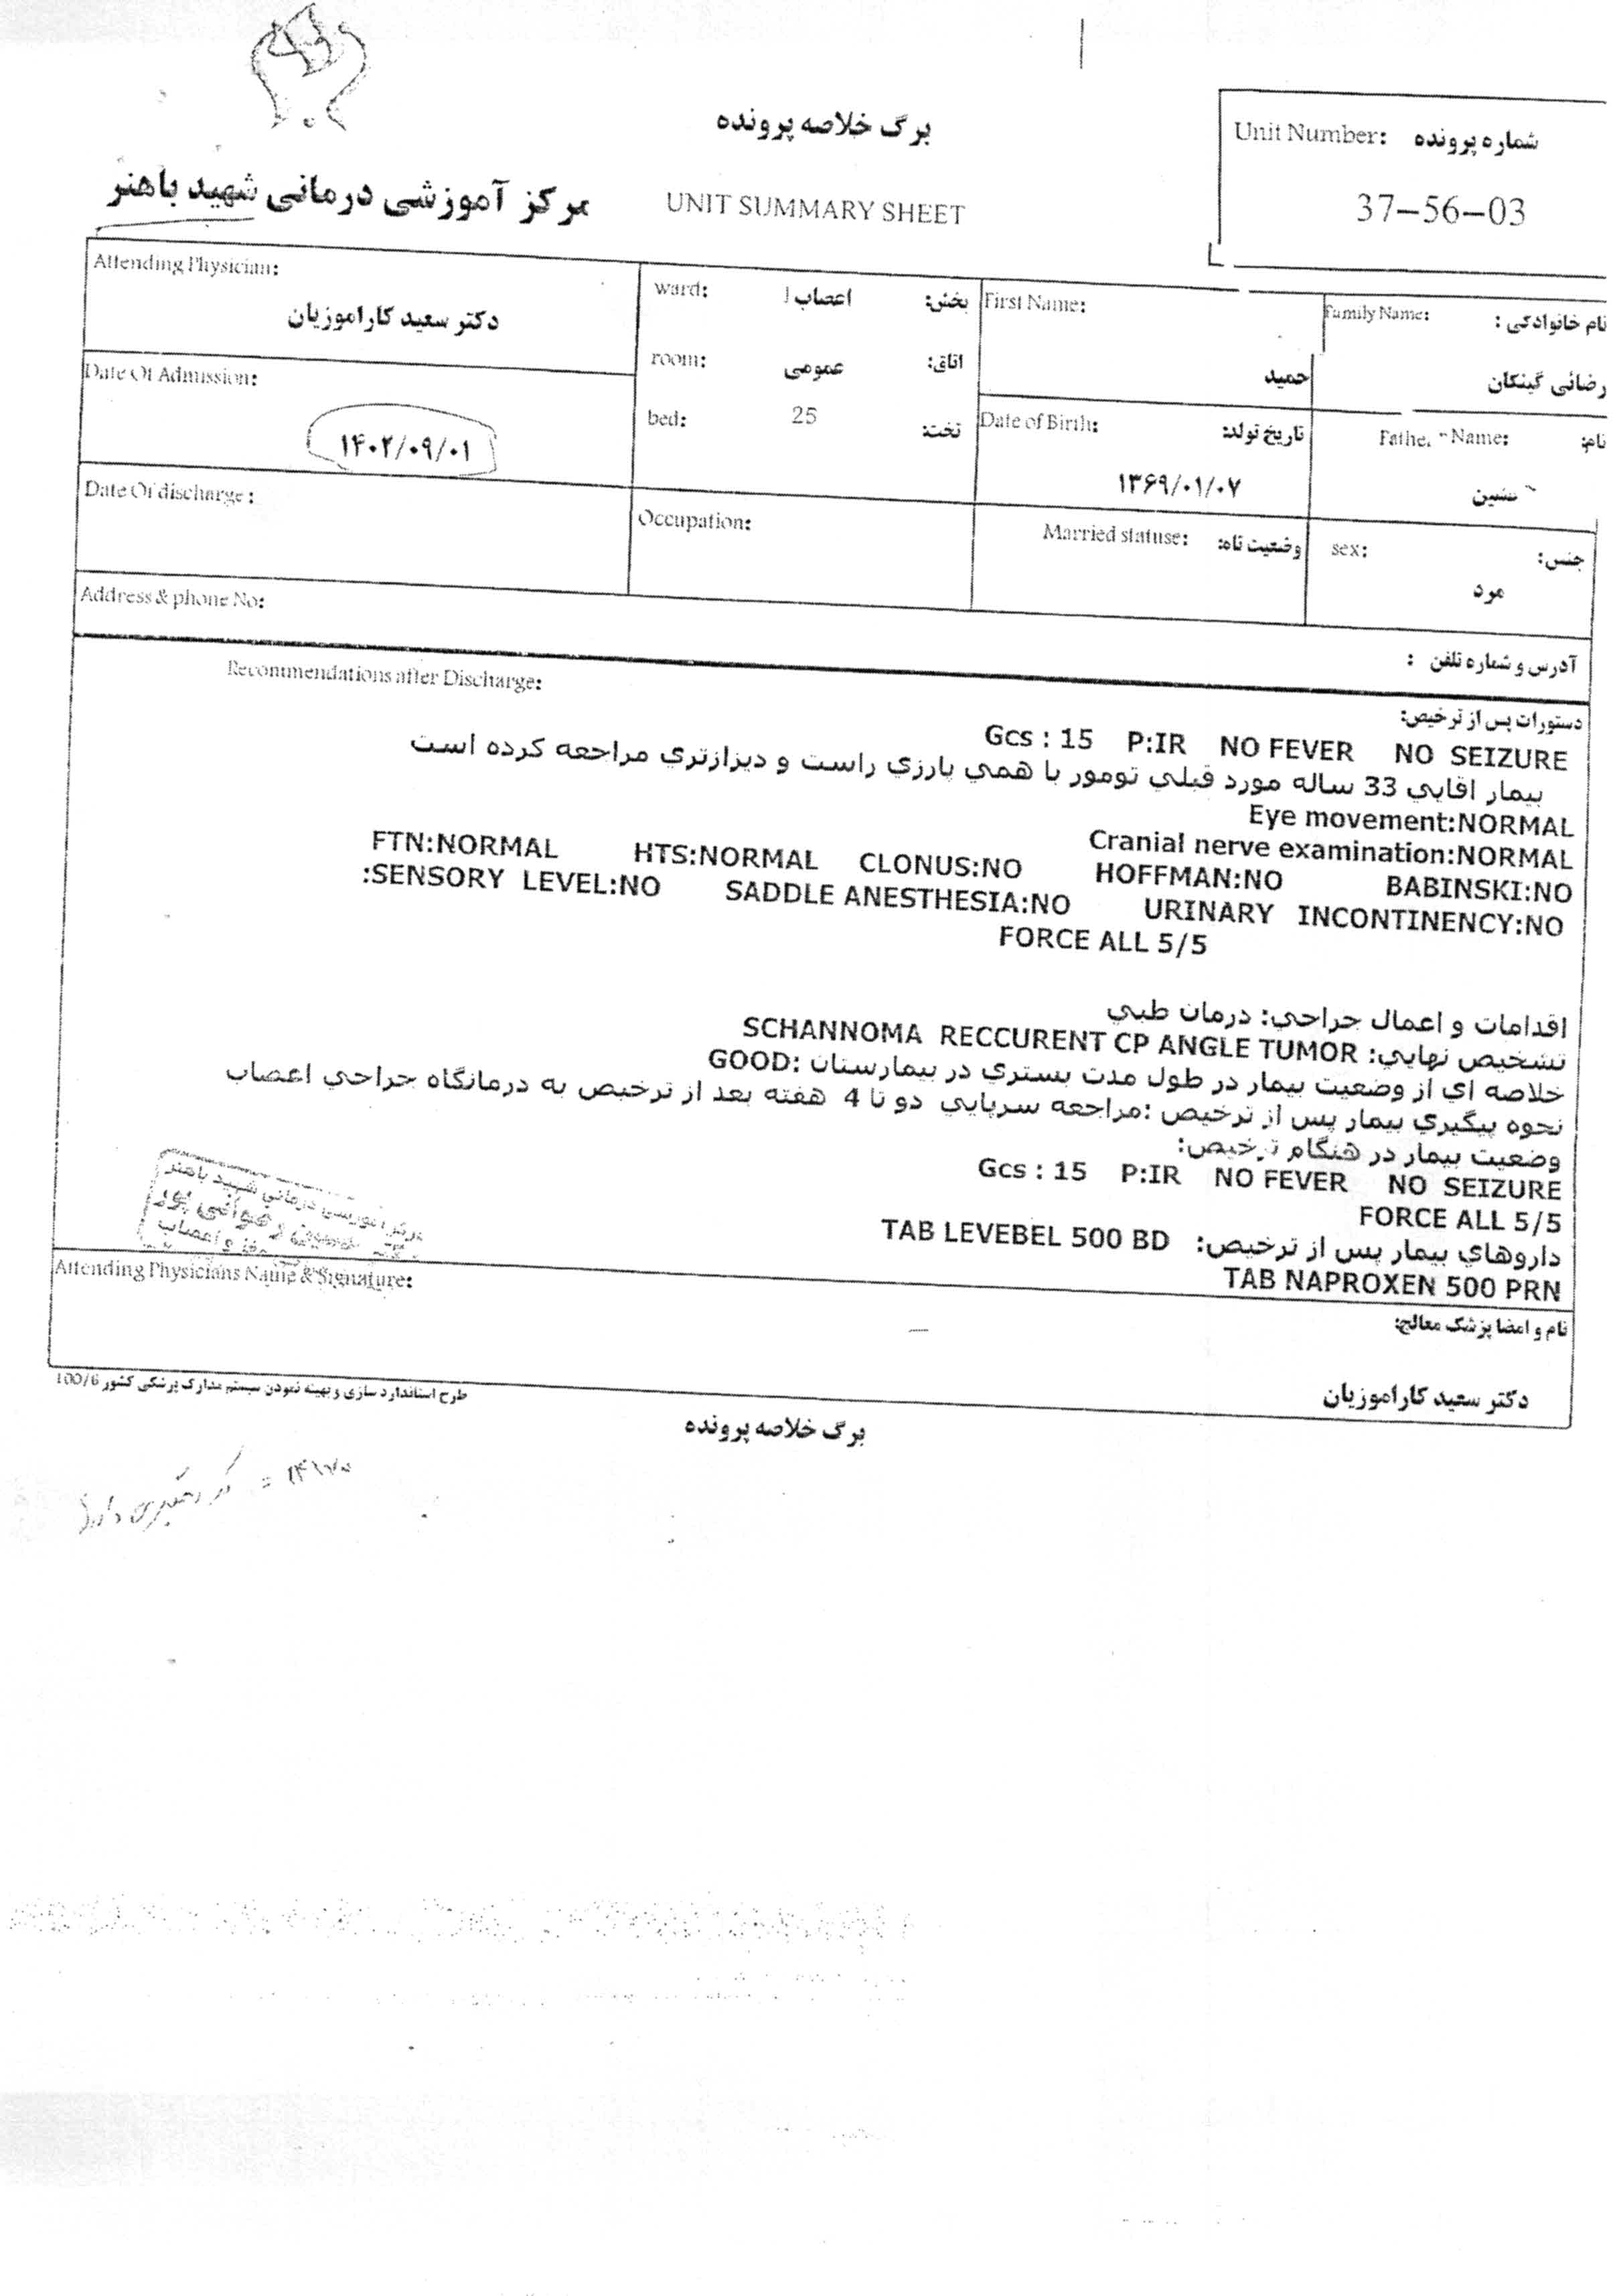 برگ خلاصه پرونده
Unit Number: شماره پرونده
37-56-03
مرکز آموزشی درمانی شهید باهنر
UNIT SUMMARY SHEET
Family Name: نام خانوادگی :
رضائی گینکان
First Name:
حمید
ward: بخش: اعصاب ا
room: اتاق: عمومی
bed: تخت: 25
Attending Physician:
دکتر سعید کاراموزیان
Name: نام:
Date of Birth: تاریخ تولد:
۱۳۶۹/۰۱/۰۷
Date Of Admission:
۱۴۰۲/۰۹/۰۱
sex: جنس:
مرد
Married statuse: وضعیت تاه:
Occupation:
Date Of discharge :
Address & phone No:
آدرس و شماره تلفن :
Recommendations after Discharge:
دستورات پس از ترخیص:
Gcs : 15 P:IR NO FEVER NO SEIZURE
بیمار اقایي 33 ساله مورد قبلي تومور با همي پارزي راست و دیزازتري مراجعه کرده است
Eye movement:NORMAL
Cranial nerve examination:NORMAL
FTN:NORMAL HTS:NORMAL CLONUS:NO HOFFMAN:NO BABINSKI:NO
:SENSORY LEVEL:NO SADDLE ANESTHESIA:NO URINARY INCONTINENCY:NO
FORCE ALL 5/5
اقدامات و اعمال جراحي: درمان طبي
تشخیص نهایي: SCHANNOMA RECCURENT CP ANGLE TUMOR
خلاصه اي از وضعیت بیمار در طول مدت بستري در بیمارستان :GOOD
نحوه پیگیري بیمار پس از ترخیص :مراجعه سرپایي دو تا 4 هفته بعد از ترخیص به درمانگاه جراحي اعصاب
وضعیت بیمار در هنگام ترخیص:
Gcs : 15 P:IR NO FEVER NO SEIZURE
FORCE ALL 5/5
داروهاي بیمار پس از ترخیص: TAB LEVEBEL 500 BD
TAB NAPROXEN 500 PRN
مرکز آموزشی درمانی شهید باهنر
Attending Physicians Name & Signature:
نام و امضا پزشک معالج:
دکتر سعید کاراموزیان
طرح استاندارد سازی و بهینه نمودن سیستم مدارک پزشکی کشور 100/6
برگ خلاصه پرونده